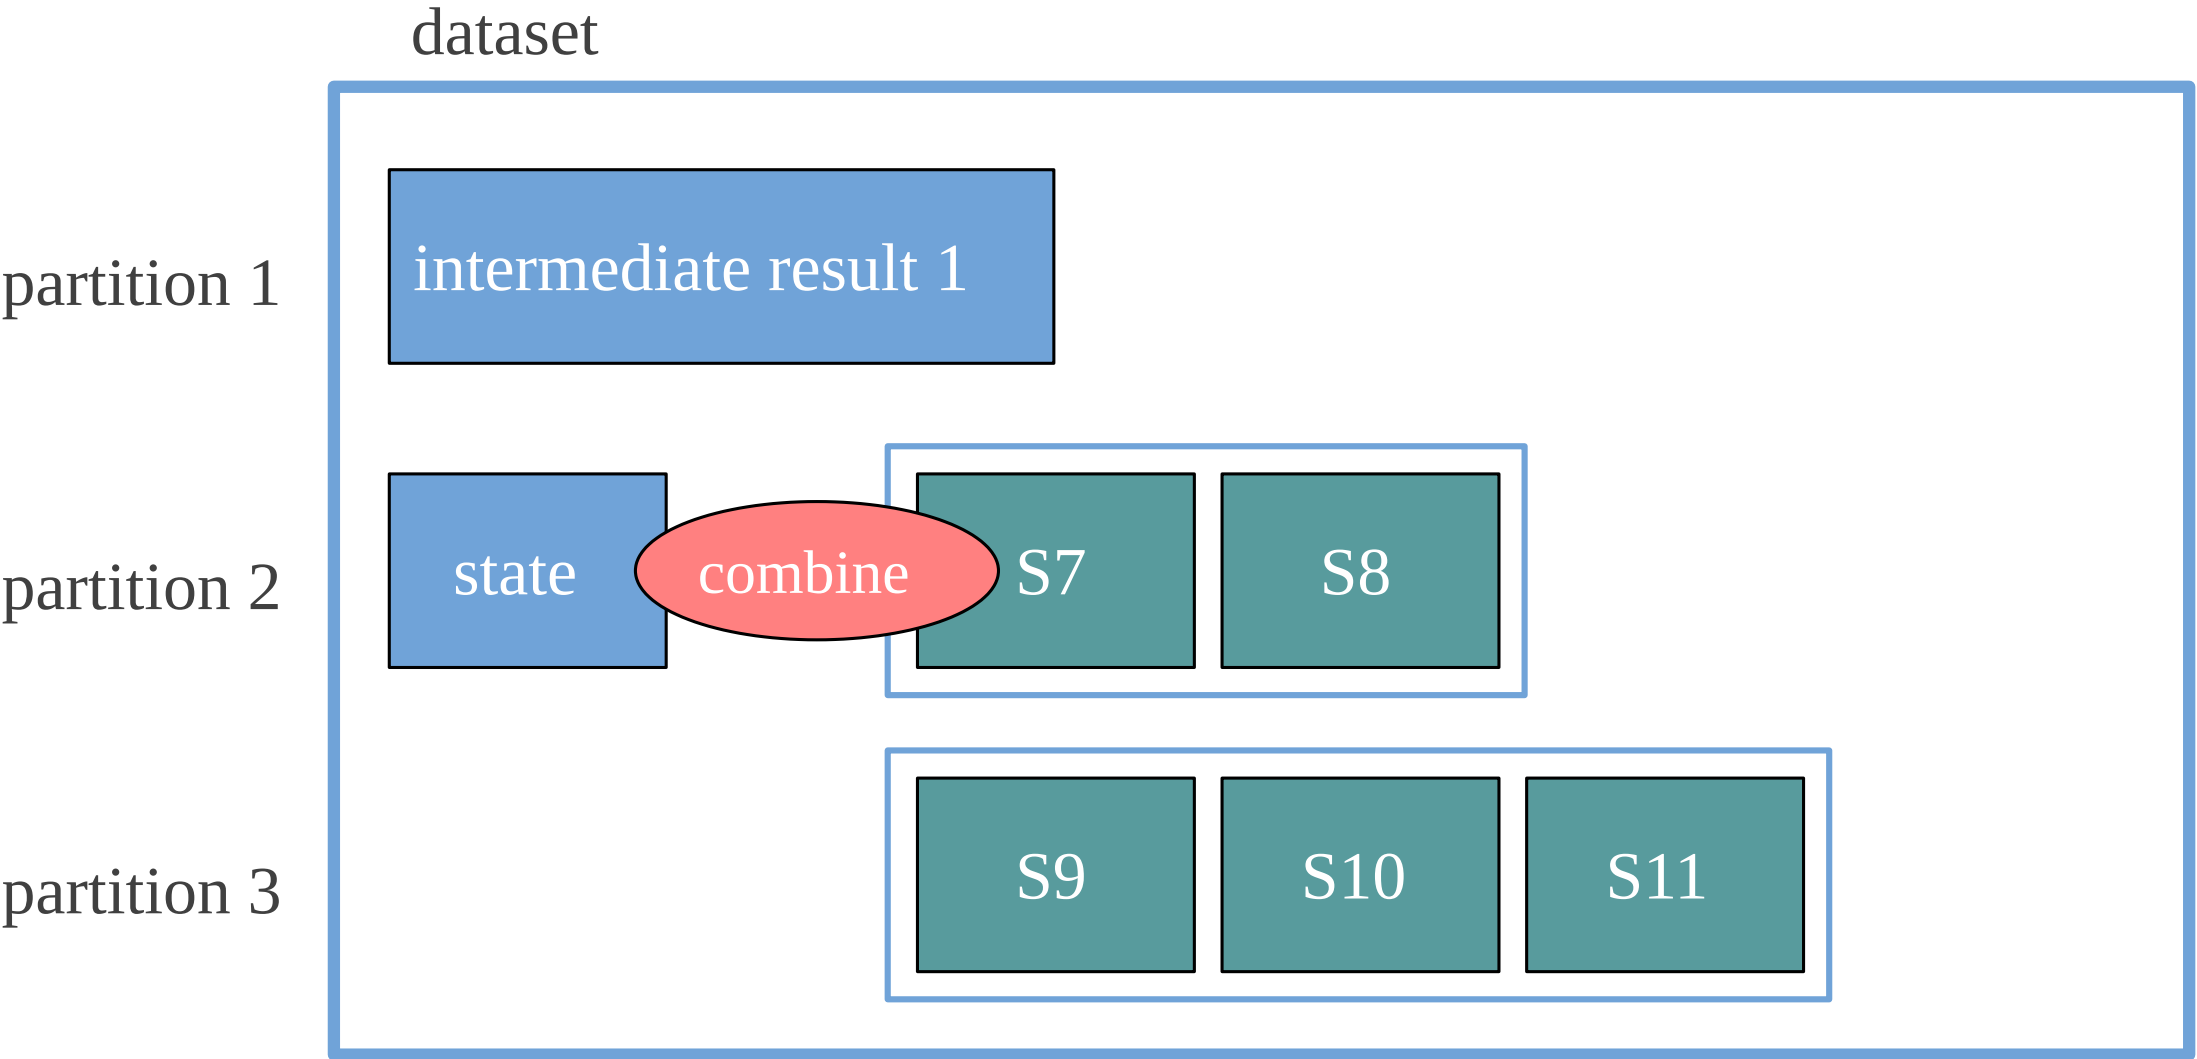 dataset
partition 1
intermediate result 1
partition 2
state
combine
S7
S8
partition 3
S9
S10
S11